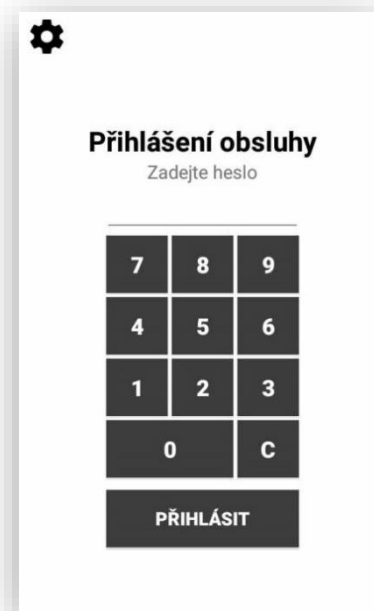 Přihlášení obsluhy
Zadejte heslo
7 8 9
4 5 6
1 2 3
0 C
PŘIHLÁSIT